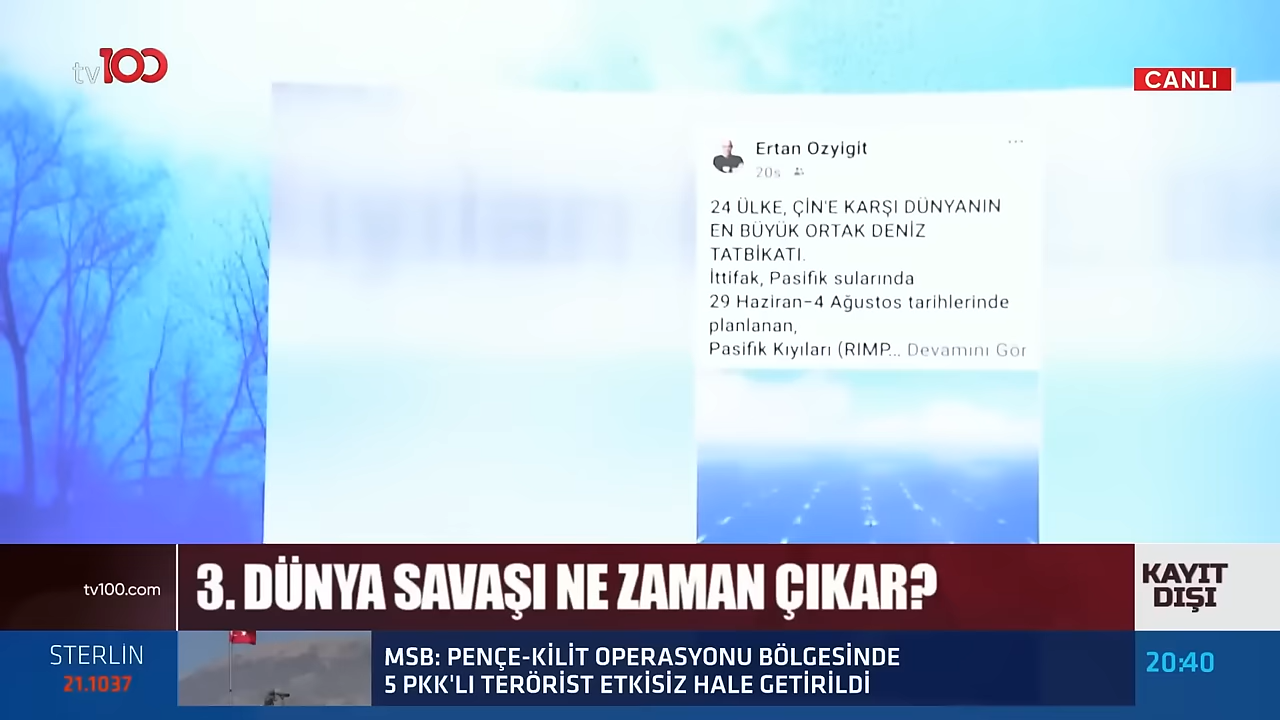 tv100
CANLI
Ertan Ozyigit
20s
24 ÜLKE, ÇİN'E KARŞI DÜNYANIN
EN BÜYÜK ORTAK DENİZ
TATBİKATI.
İttifak, Pasifik sularında
29 Haziran-4 Ağustos tarihlerinde
planlanan,
Pasifik Kıyıları (RIMP... Devamını Gör
tv100.com
3. DÜNYA SAVAŞI NE ZAMAN ÇIKAR?
KAYIT
DIŞI
STERLİN
21.1037
MSB: PENÇE-KİLİT OPERASYONU BÖLGESİNDE
5 PKK'LI TERÖRİST ETKİSİZ HALE GETİRİLDİ
20:40